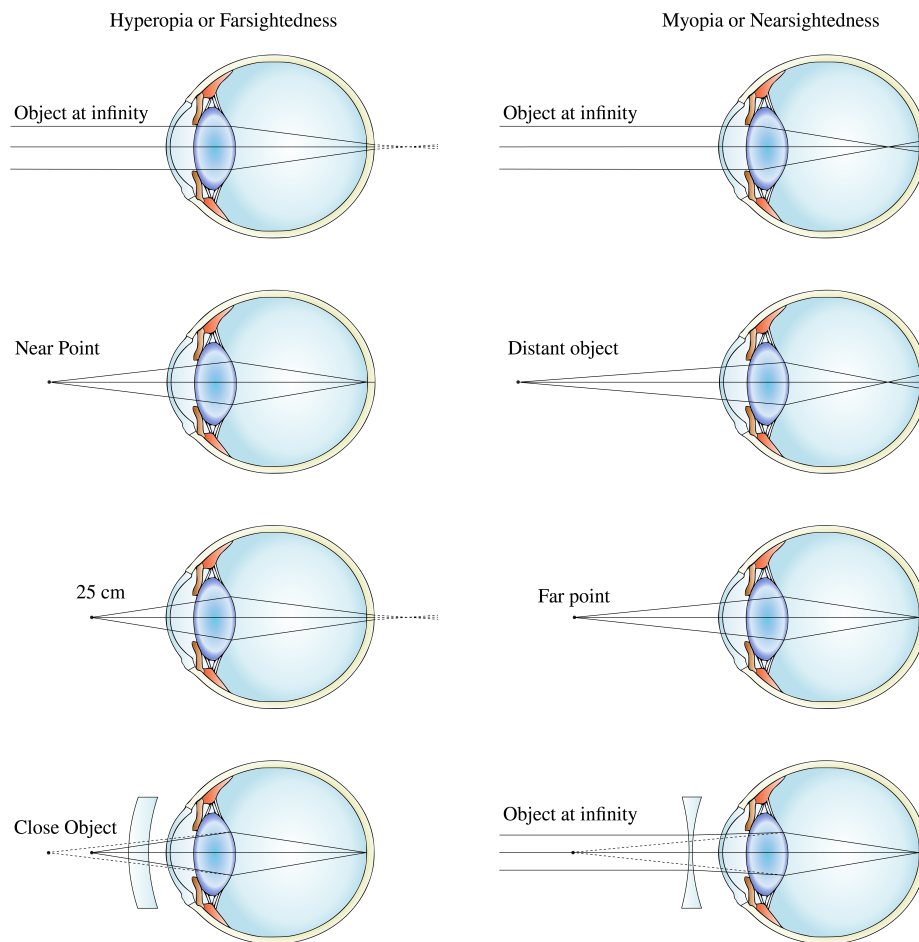 Hyperopia or Farsightedness
Myopia or Nearsightedness
Object at infinity
Object at infinity
Near Point
Distant object
25 cm
Far point
Close Object
Object at infinity